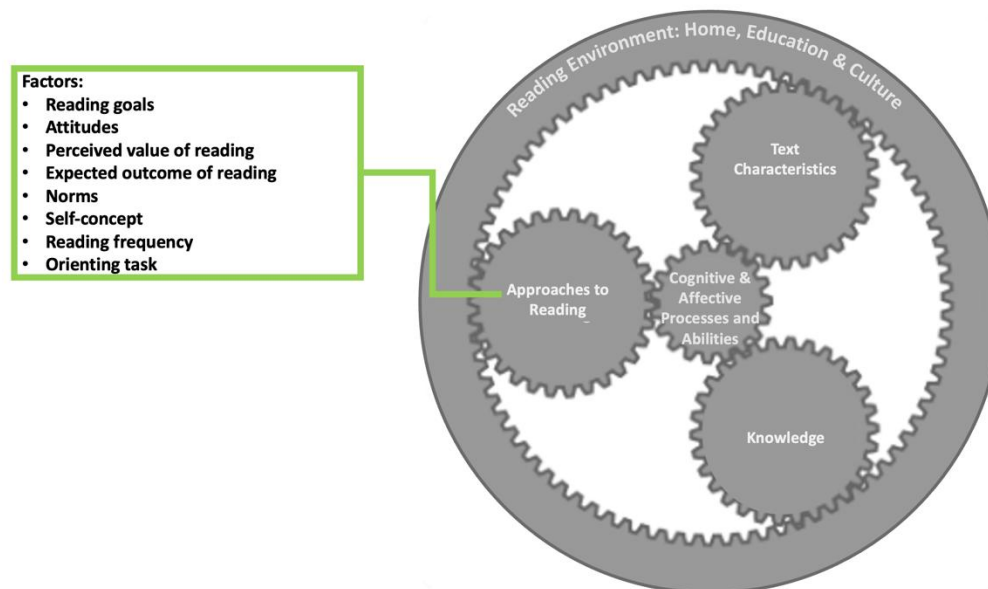 Reading Environment: Home, Education & Culture
Factors:
• Reading goals
• Attitudes
• Perceived value of reading
• Expected outcome of reading
• Norms
• Self-concept
• Reading frequency
• Orienting task
Text
Characteristics
Approaches to
Reading
Cognitive &
Affective
Processes and
Abilities
Knowledge